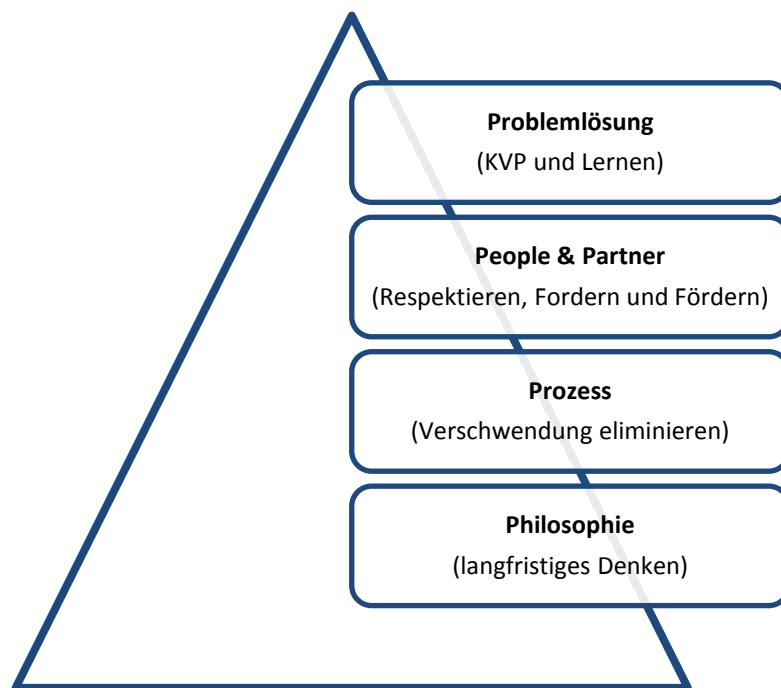 Problemlösung
(KVP und Lernen)
People & Partner
(Respektieren, Fordern und Fördern)
Prozess
(Verschwendung eliminieren)
Philosophie
(langfristiges Denken)